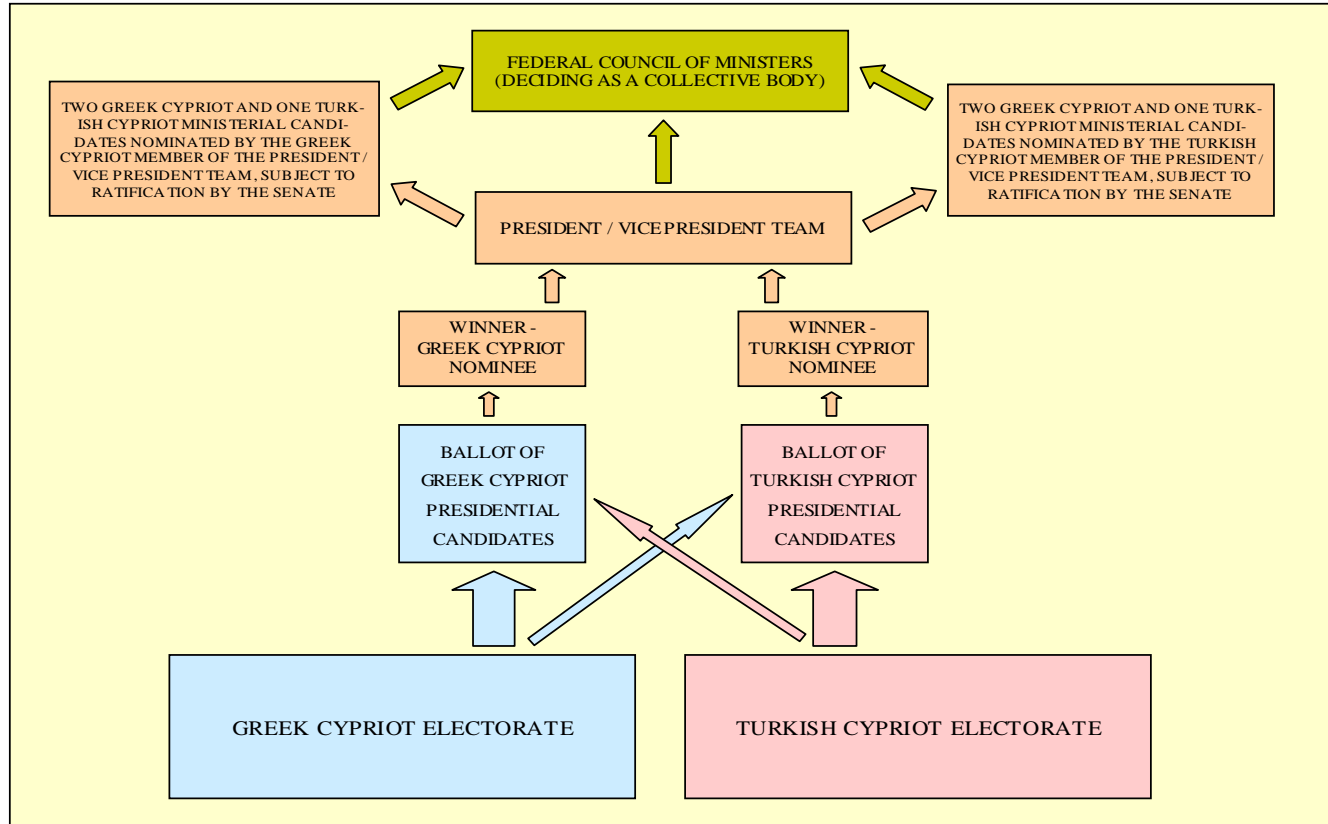 FEDERAL COUNCIL OF MINISTERS
(DECIDING AS A COLLECTIVE BODY)
TWO GREEK CYPRIOT AND ONE TURK-
ISH CYPRIOT MINISTERIAL CANDI-
DATES NOMINATED BY THE GREEK
CYPRIOT MEMBER OF THE PRESIDENT /
VICE PRESIDENT TEAM, SUBJECT TO
RATIFICATION BY THE SENATE
TWO GREEK CYPRIOT AND ONE TURK-
ISH CYPRIOT MINISTERIAL CANDI-
DATES NOMINATED BY THE TURKISH
CYPRIOT MEMBER OF THE PRESIDENT /
VICE PRESIDENT TEAM, SUBJECT TO
RATIFICATION BY THE SENATE
PRESIDENT / VICE PRESIDENT TEAM
WINNER -
GREEK CYPRIOT
NOMINEE
WINNER -
TURKISH CYPRIOT
NOMINEE
BALLOT OF
GREEK CYPRIOT
PRESIDENTIAL
CANDIDATES
BALLOT OF
TURKISH CYPRIOT
PRESIDENTIAL
CANDIDATES
GREEK CYPRIOT ELECTORATE
TURKISH CYPRIOT ELECTORATE